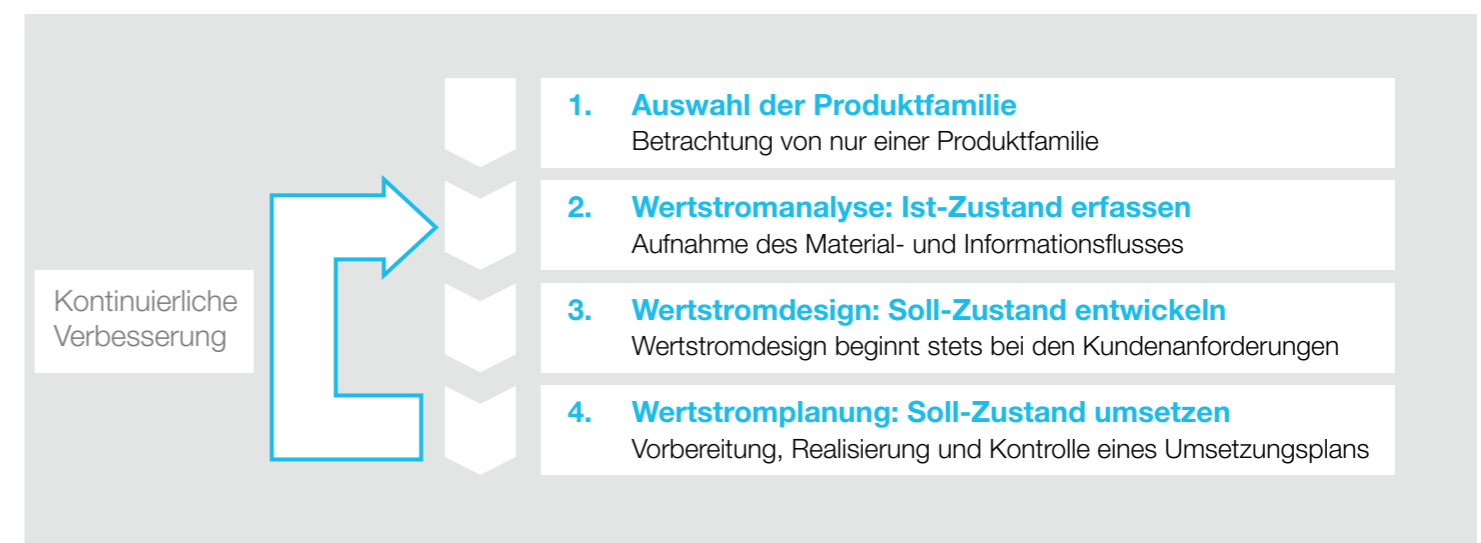 1. Auswahl der Produktfamilie
Betrachtung von nur einer Produktfamilie
2. Wertstromanalyse: Ist-Zustand erfassen
Aufnahme des Material- und Informationsflusses
Kontinuierliche
Verbesserung
3. Wertstromdesign: Soll-Zustand entwickeln
Wertstromdesign beginnt stets bei den Kundenanforderungen
4. Wertstromplanung: Soll-Zustand umsetzen
Vorbereitung, Realisierung und Kontrolle eines Umsetzungsplans